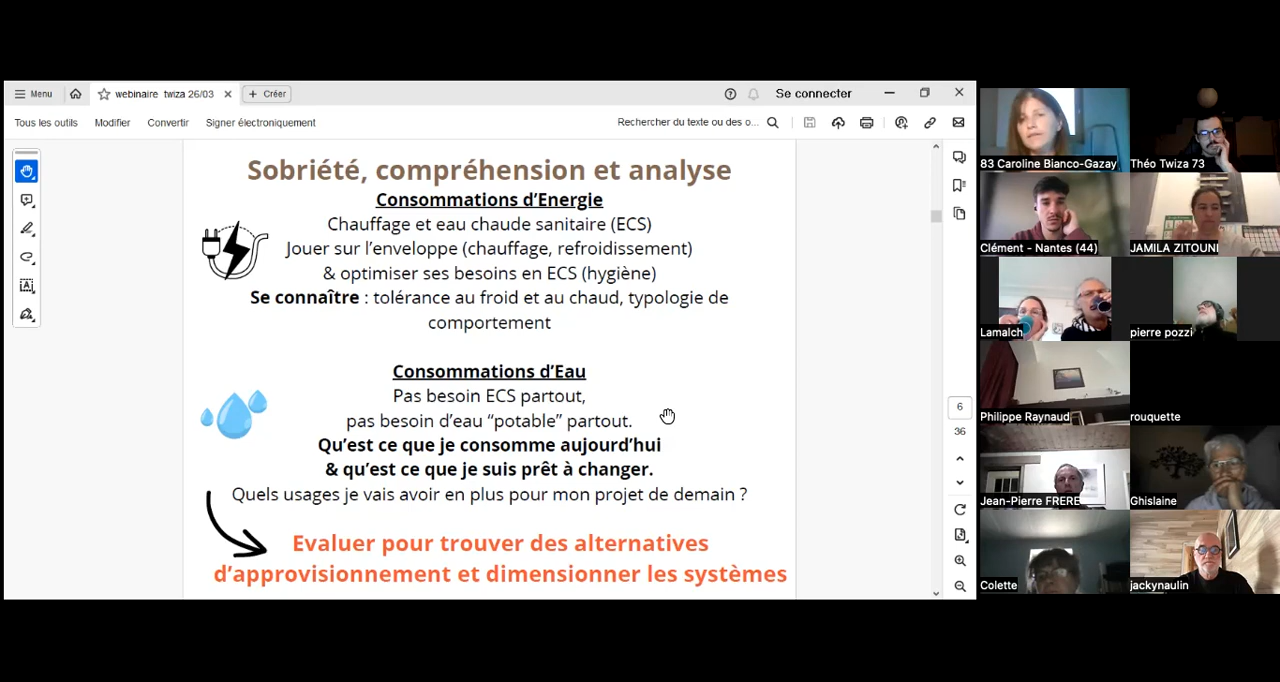 Menu
webinaire twiza 26/03
Créer
Se connecter
Tous les outils
Modifier
Convertir
Signer électroniquement
Rechercher du texte ou des o...
Sobriété, compréhension et analyse
Consommations d’Energie
Chauffage et eau chaude sanitaire (ECS)
Jouer sur l’enveloppe (chauffage, refroidissement)
& optimiser ses besoins en ECS (hygiène)
Se connaître : tolérance au froid et au chaud, typologie de
comportement
Consommations d’Eau
Pas besoin ECS partout,
pas besoin d’eau “potable” partout.
Qu’est ce que je consomme aujourd’hui
& qu’est ce que je suis prêt à changer.
Quels usages je vais avoir en plus pour mon projet de demain ?
Evaluer pour trouver des alternatives
d’approvisionnement et dimensionner les systèmes
6
36
83 Caroline Bianco-Gazay
Théo Twiza 73
Clément - Nantes (44)
JAMILA ZITOUNI
Lamalch
pierre pozzi
Philippe Raynaud
rouquette
Jean-Pierre FRERE
Ghislaine
Colette
jackynaulin